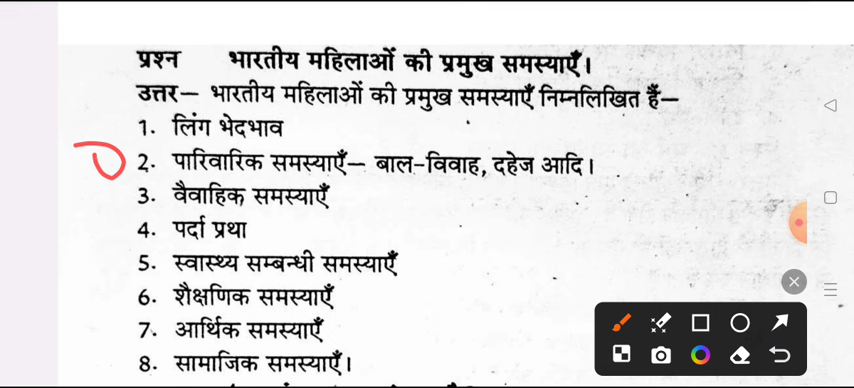 प्रश्न भारतीय महिलाओं की प्रमुख समस्याएँ।
उत्तर— भारतीय महिलाओं की प्रमुख समस्याएँ निम्नलिखित हैं—
1. लिंग भेदभाव
2. पारिवारिक समस्याएँ— बाल-विवाह, दहेज आदि।
3. वैवाहिक समस्याएँ
4. पर्दा प्रथा
5. स्वास्थ्य सम्बन्धी समस्याएँ
6. शैक्षणिक समस्याएँ
7. आर्थिक समस्याएँ
8. सामाजिक समस्याएँ।